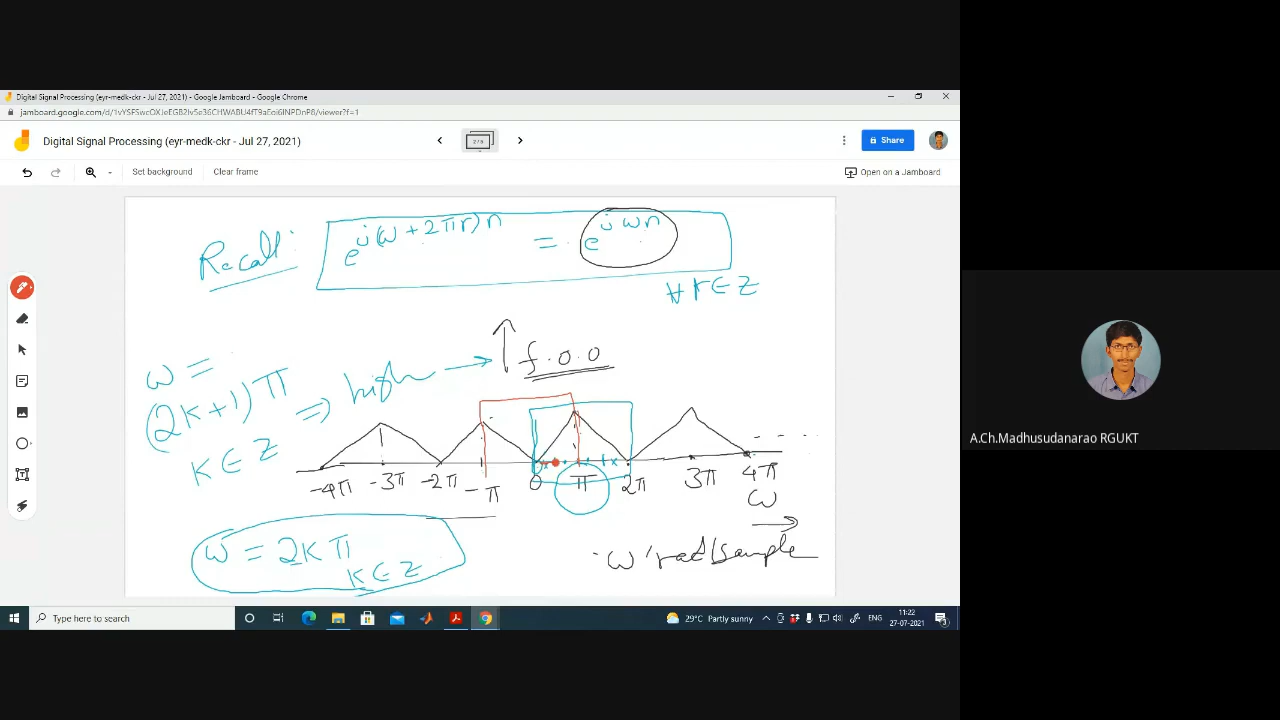 Digital Signal Processing (eyr-medk-ckr - Jul 27, 2021) - Google Jamboard - Google Chrome
Digital Signal Processing (eyr-medk-ckr - Jul 27, 2021)
Share
Set background
Clear frame
Open on a Jamboard
Recall: e^{j(ω + 2πr)n} = e^{jωn}
∀ r ∈ Z
f.o.o
ω =
(2K+1)π ⇒ high →
K ∈ Z
-4π -3π -2π -π 0 π 2π 3π 4π
ω
ω = 2Kπ
K ∈ Z
'ω' rad/sample
A.Ch.Madhusudanarao RGUKT
Type here to search
29°C Partly sunny
ENG
11:22
27-07-2021